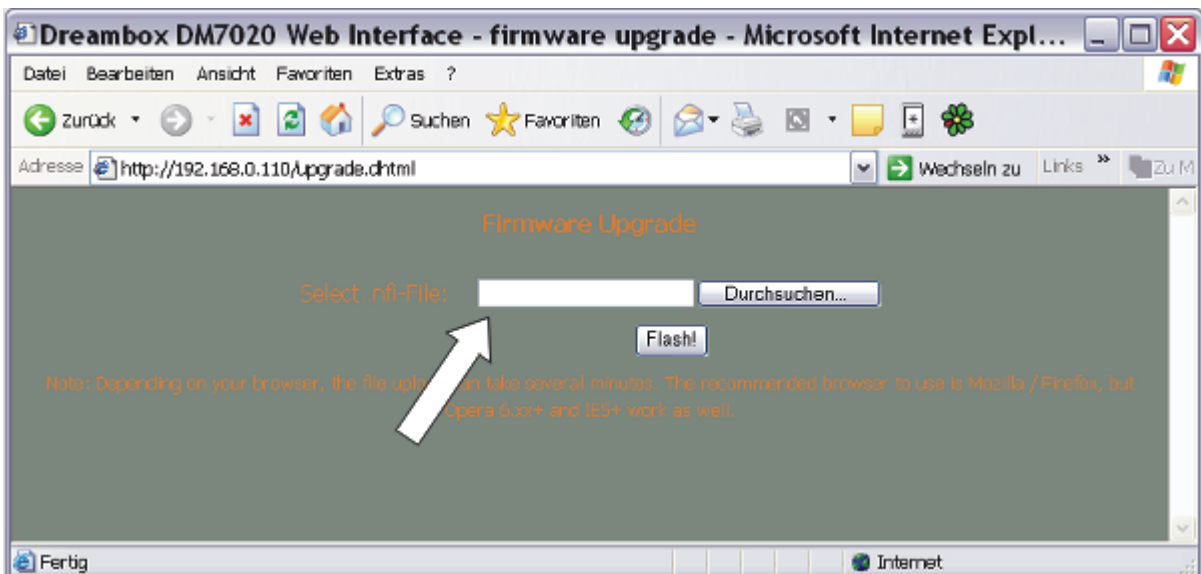 Dreambox DM7020 Web Interface - firmware upgrade - Microsoft Internet Expl...
Datei Bearbeiten Ansicht Favoriten Extras ?
Zurück Suchen Favoriten
Adresse http://192.168.0.110/upgrade.dhtml Wechseln zu Links » Zu M
Firmware Upgrade
Select .nfi-File: Durchsuchen...
Flash!
Note: Depending on your browser, the file take several minutes. The recommended browser to use is Mozilla / Firefox, but
Opera 6.xx+ and IE5+ work as well.
Fertig Internet